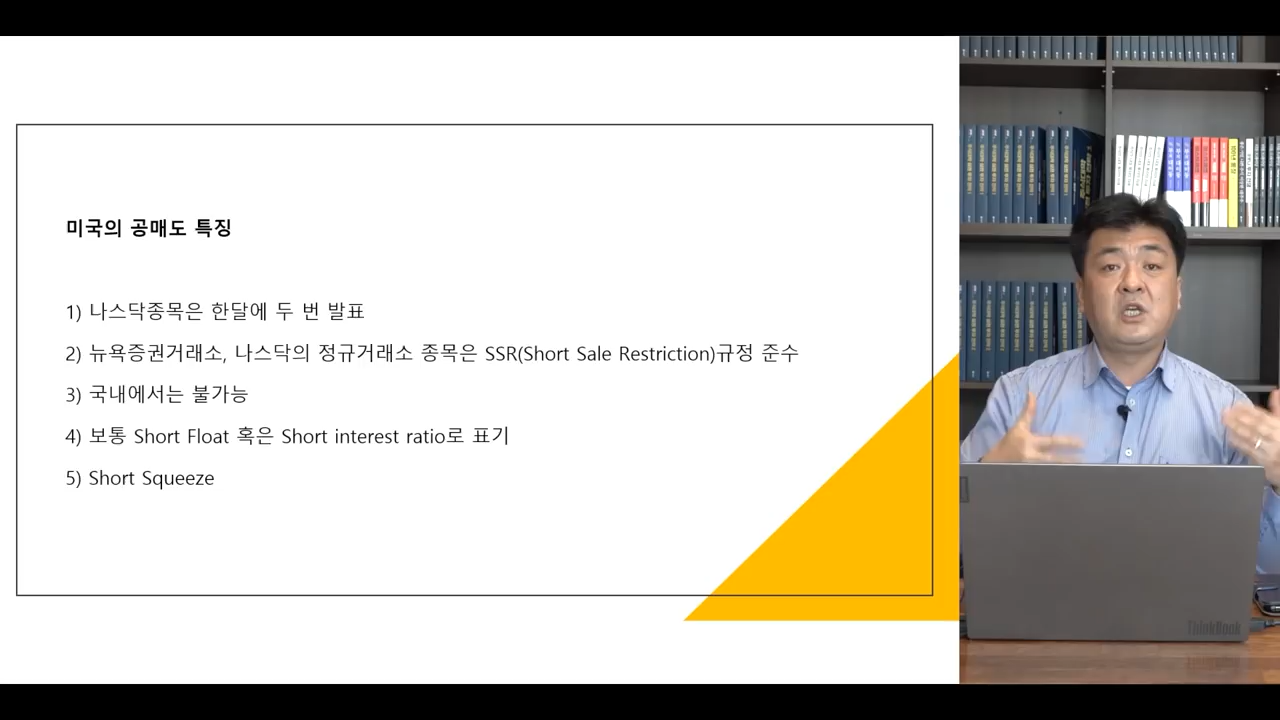 미국의 공매도 특징
1) 나스닥종목은 한달에 두 번 발표
2) 뉴욕증권거래소, 나스닥의 정규거래소 종목은 SSR(Short Sale Restriction)규정 준수
3) 국내에서는 불가능
4) 보통 Short Float 혹은 Short interest ratio로 표기
5) Short Squeeze
ThinkBook